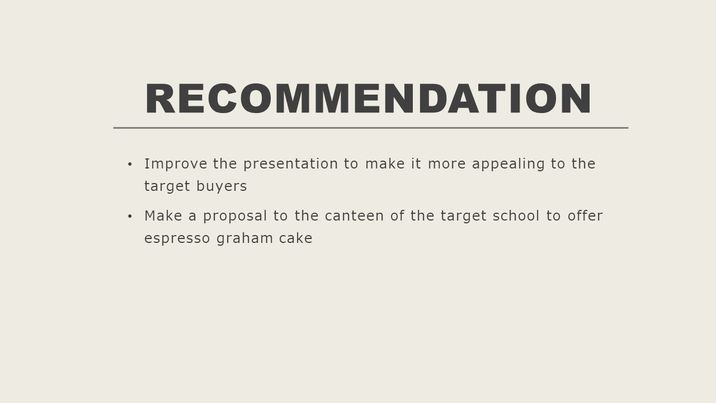 RECOMMENDATION
• Improve the presentation to make it more appealing to the
target buyers
• Make a proposal to the canteen of the target school to offer
espresso graham cake